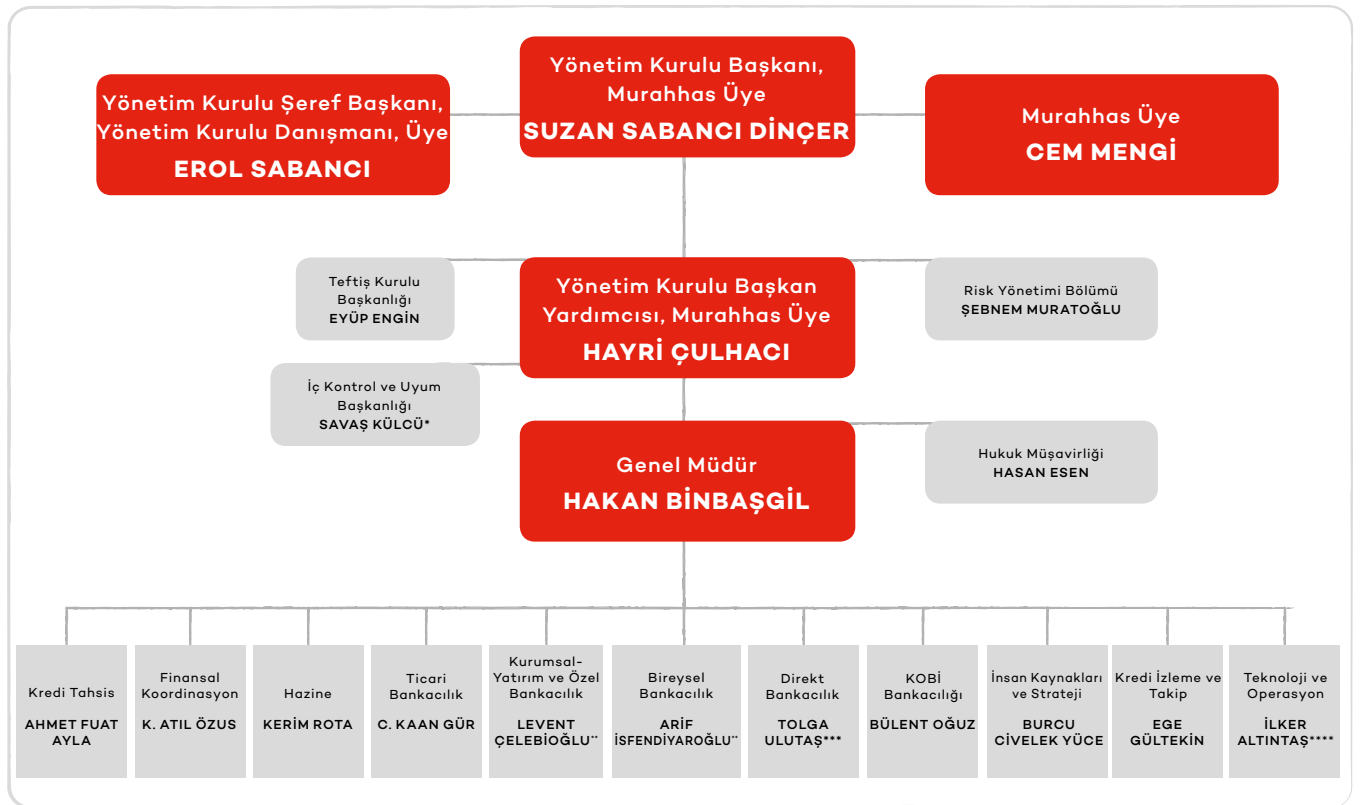 Yönetim Kurulu Şeref Başkanı,
Yönetim Kurulu Danışmanı, Üye
EROL SABANCI
Yönetim Kurulu Başkanı,
Murahhas Üye
SUZAN SABANCI DİNÇER
Murahhas Üye
CEM MENGİ
Teftiş Kurulu
Başkanlığı
EYÜP ENGİN
Yönetim Kurulu Başkan
Yardımcısı, Murahhas Üye
HAYRİ ÇULHACI
Risk Yönetimi Bölümü
ŞEBNEM MURATOĞLU
İç Kontrol ve Uyum
Başkanlığı
SAVAŞ KÜLCÜ*
Genel Müdür
HAKAN BİNBAŞGİL
Hukuk Müşavirliği
HASAN ESEN
Kredi Tahsis
AHMET FUAT
AYLA
Finansal
Koordinasyon
K. ATIL ÖZUS
Hazine
KERİM ROTA
Ticari
Bankacılık
C. KAAN GÜR
Kurumsal-
Yatırım ve Özel
Bankacılık
LEVENT
ÇELEBİOĞLU**
Bireysel
Bankacılık
ARİF
İSFENDİYAROĞLU**
Direkt
Bankacılık
TOLGA
ULUTAŞ***
KOBİ
Bankacılığı
BÜLENT OĞUZ
İnsan Kaynakları
ve Strateji
BURCU
CİVELEK YÜCE
Kredi İzleme ve
Takip
EGE
GÜLTEKİN
Teknoloji ve
Operasyon
İLKER
ALTINTAŞ****